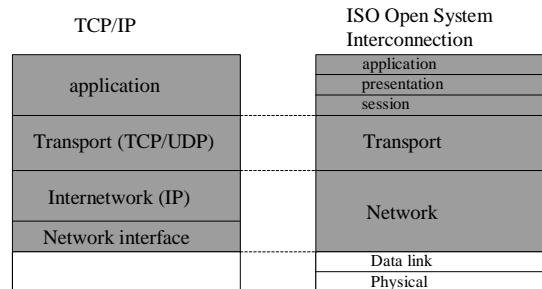 TCP/IP
application
Transport (TCP/UDP)
Internetwork (IP)
Network interface
ISO Open System
Interconnection
application
presentation
session
Transport
Network
Data link
Physical